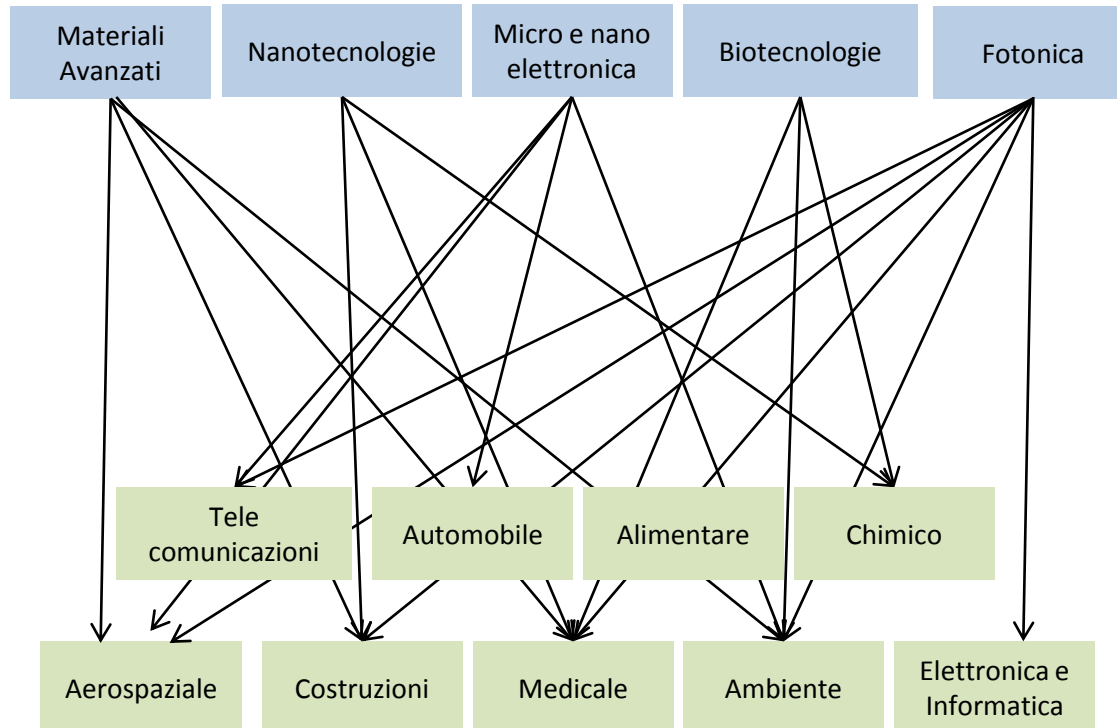 Materiali
Avanzati
Nanotecnologie
Micro e nano
elettronica
Biotecnologie
Fotonica
Tele
comunicazioni
Automobile
Alimentare
Chimico
Aerospaziale
Costruzioni
Medicale
Ambiente
Elettronica e
Informatica